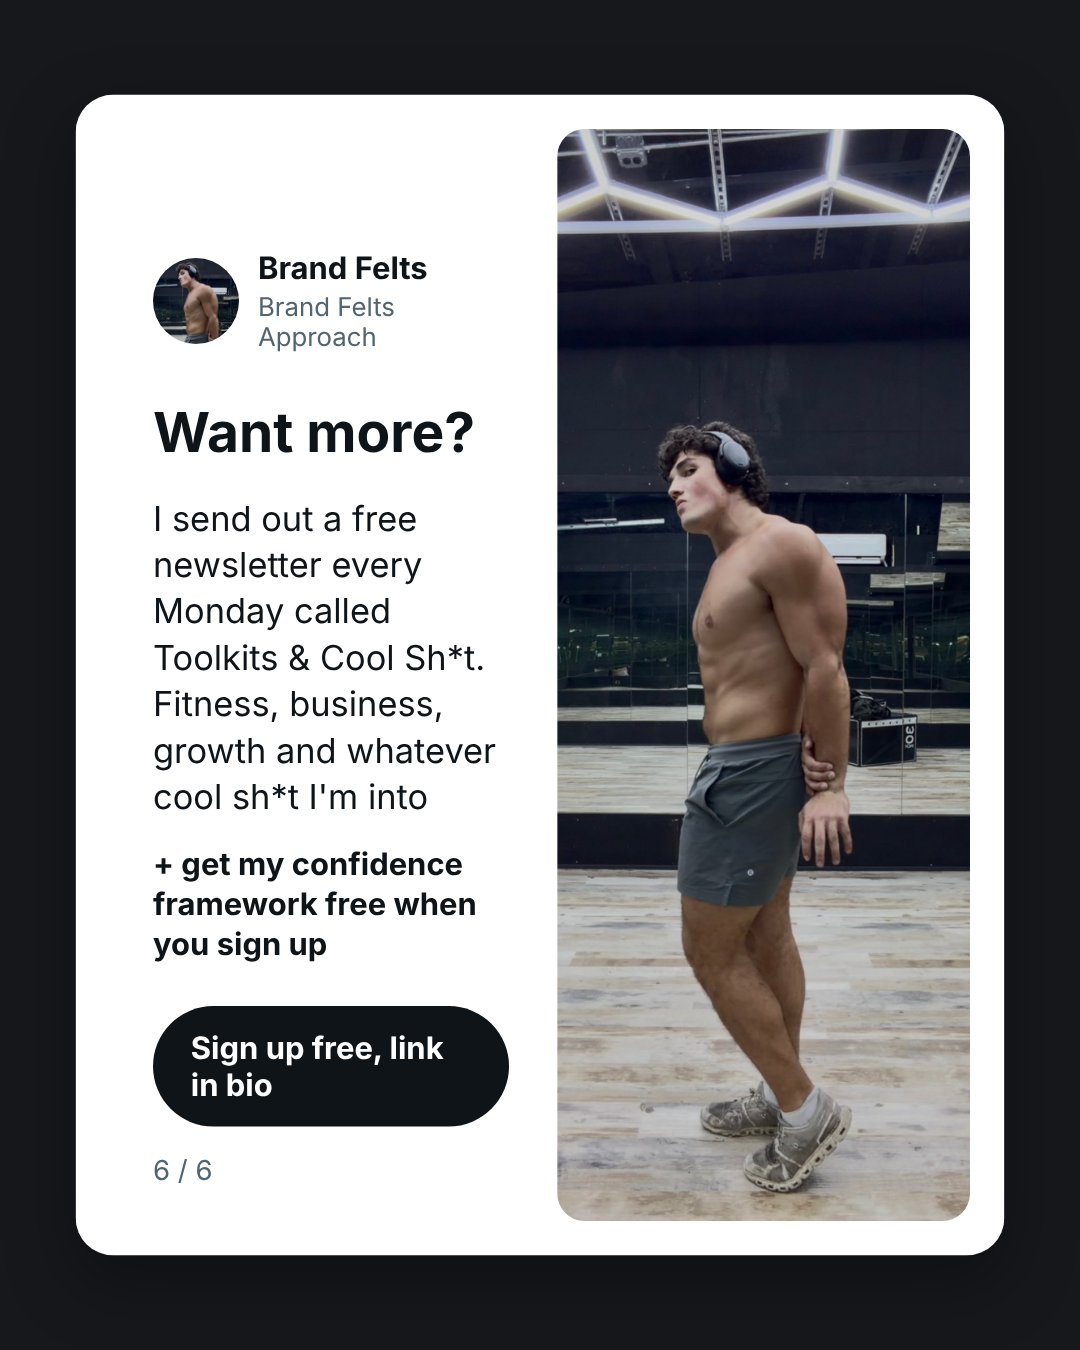 Brand Felts
Brand Felts
Approach
Want more?
I send out a free
newsletter every
Monday called
Toolkits & Cool Sh*t.
Fitness, business,
growth and whatever
cool sh*t I'm into
+ get my confidence
framework free when
you sign up
Sign up free, link
in bio
6 / 6
30